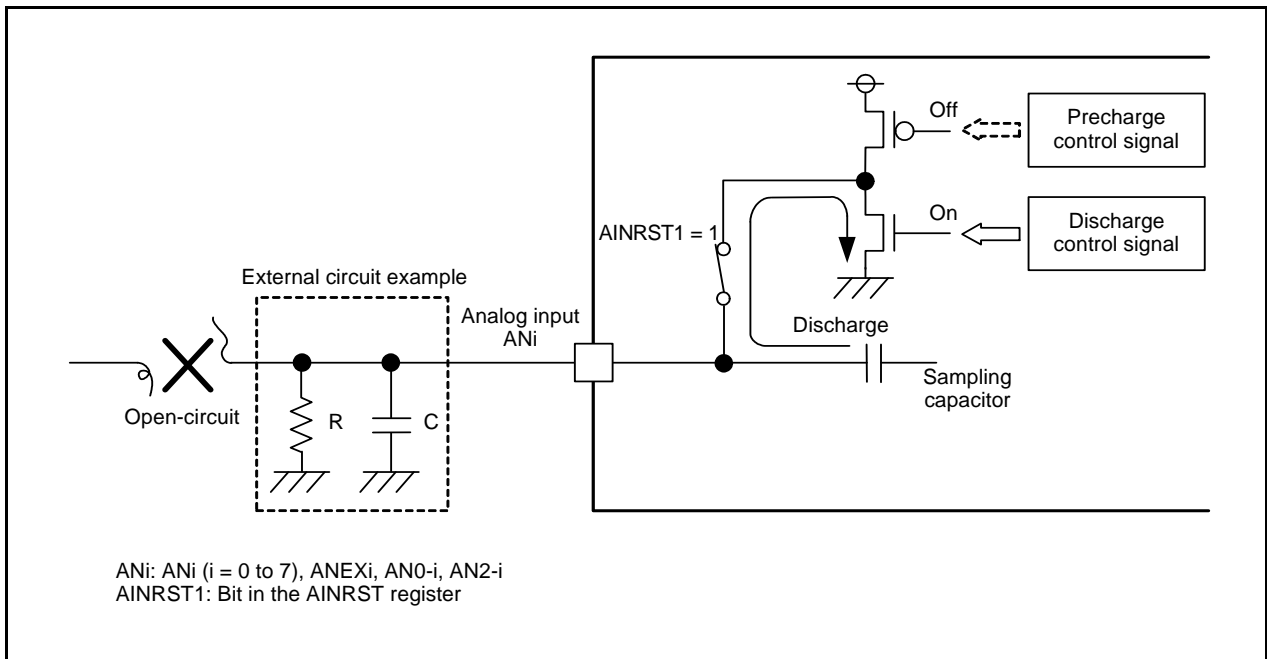 Off
Precharge
control signal
AINRST1 = 1
On
Discharge
control signal
External circuit example
Analog input
ANi
Discharge
Sampling
capacitor
Open-circuit
R
C
ANi: ANi (i = 0 to 7), ANEXi, AN0-i, AN2-i
AINRST1: Bit in the AINRST register